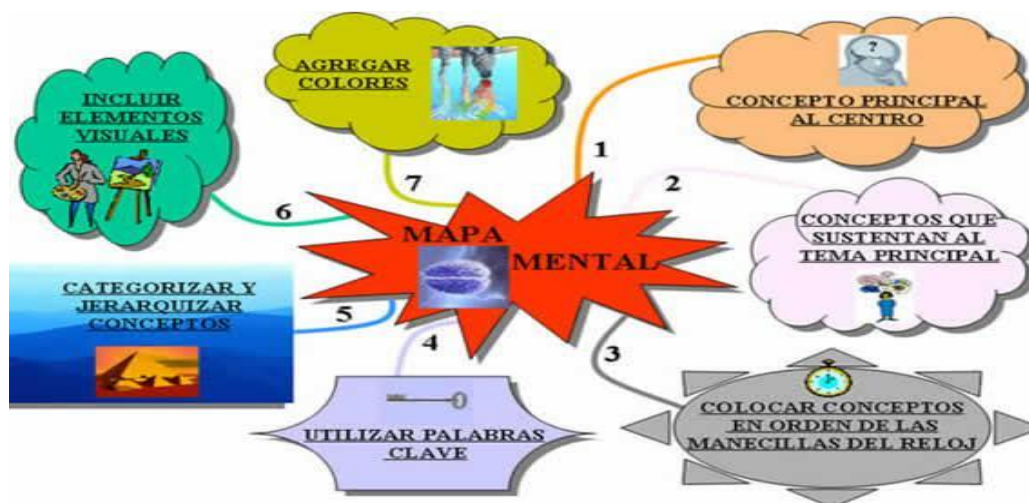 MAPA
MENTAL
1
?
CONCEPTO PRINCIPAL
AL CENTRO
2
CONCEPTOS QUE
SUSTENTAN AL
TEMA PRINCIPAL
3
COLOCAR CONCEPTOS
EN ORDEN DE LAS
MANECILLAS DEL RELOJ
4
UTILIZAR PALABRAS
CLAVE
5
CATEGORIZAR Y
JERARQUIZAR
CONCEPTOS
6
INCLUIR
ELEMENTOS
VISUALES
7
AGREGAR
COLORES